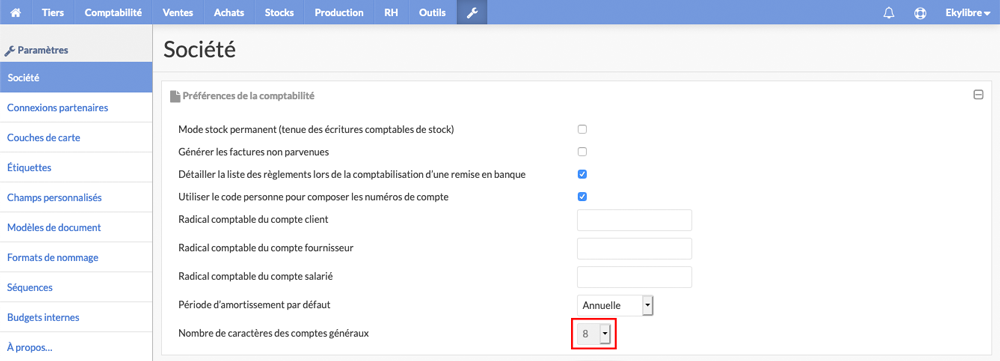 Tiers Comptabilité Ventes Achats Stocks Production RH Outils Ekylibre
Paramètres
Société
Connexions partenaires
Couches de carte
Étiquettes
Champs personnalisés
Modèles de document
Formats de nommage
Séquences
Budgets internes
À propos...
Société
Préférences de la comptabilité
Mode stock permanent (tenue des écritures comptables de stock)
Générer les factures non parvenues
Détailler la liste des règlements lors de la comptabilisation d'une remise en banque
Utiliser le code personne pour composer les numéros de compte
Radical comptable du compte client
Radical comptable du compte fournisseur
Radical comptable du compte salarié
Période d'amortissement par défaut Annuelle
Nombre de caractères des comptes généraux 8